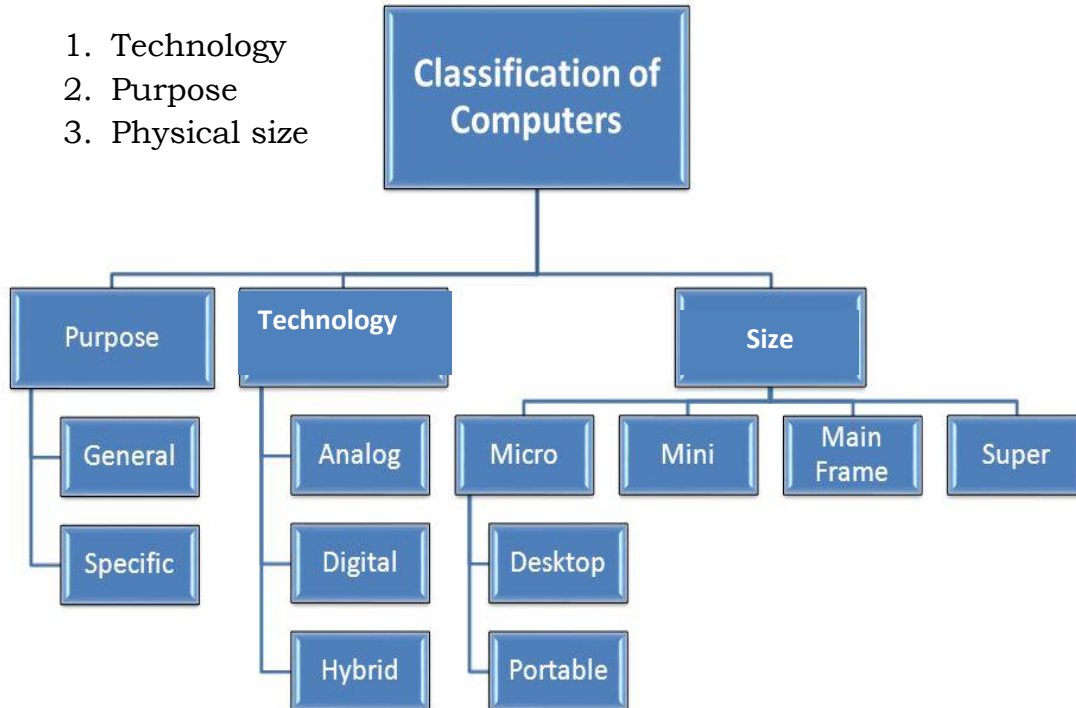 1. Technology
2. Purpose
3. Physical size
Classification of
Computers
Purpose
Technology
Size
General
Analog
Micro
Mini
Main
Frame
Super
Specific
Digital
Desktop
Hybrid
Portable